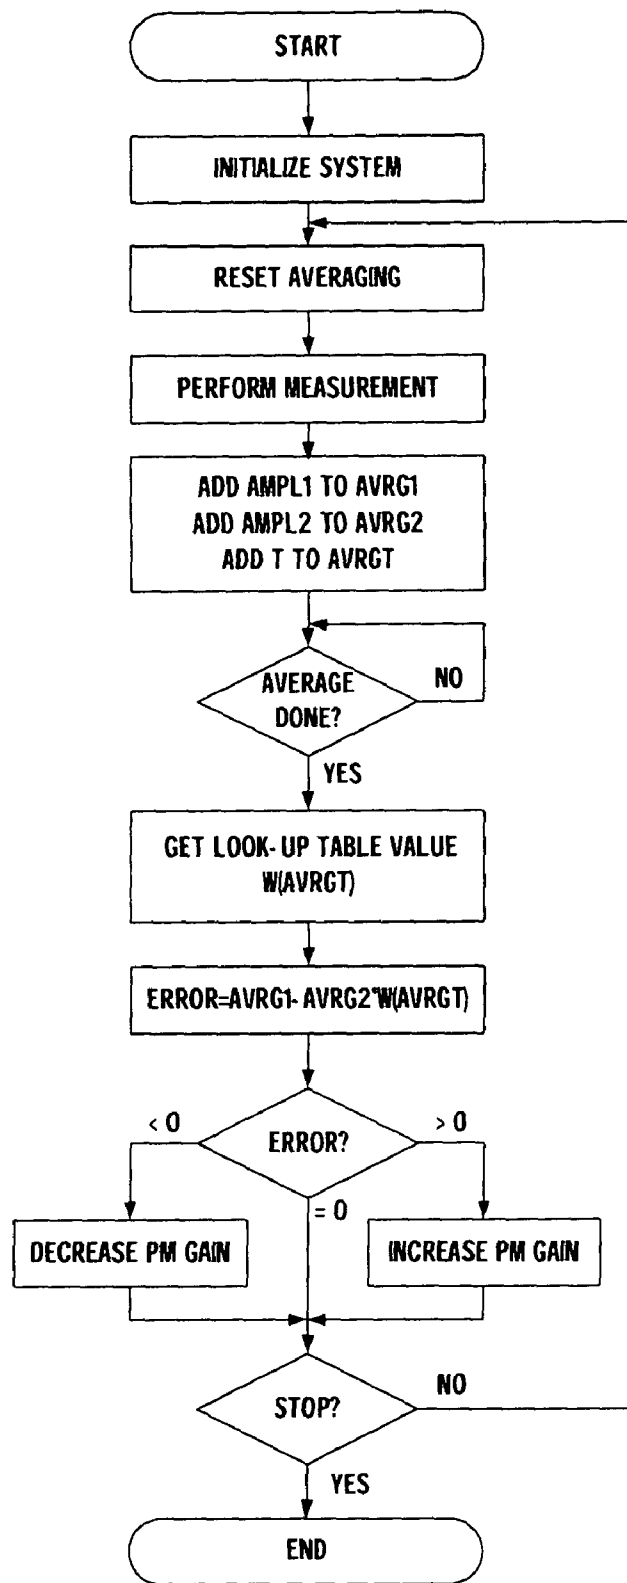 START
INITIALIZE SYSTEM
RESET AVERAGING
PERFORM MEASUREMENT
ADD AMPL1 TO AVRG1
ADD AMPL2 TO AVRG2
ADD T TO AVRGT
AVERAGE
DONE?
NO
YES
GET LOOK-UP TABLE VALUE
W(AVRGT)
ERROR=AVRG1-AVRG2*W(AVRGT)
< 0
ERROR?
> 0
= 0
DECREASE PM GAIN
INCREASE PM GAIN
STOP?
NO
YES
END